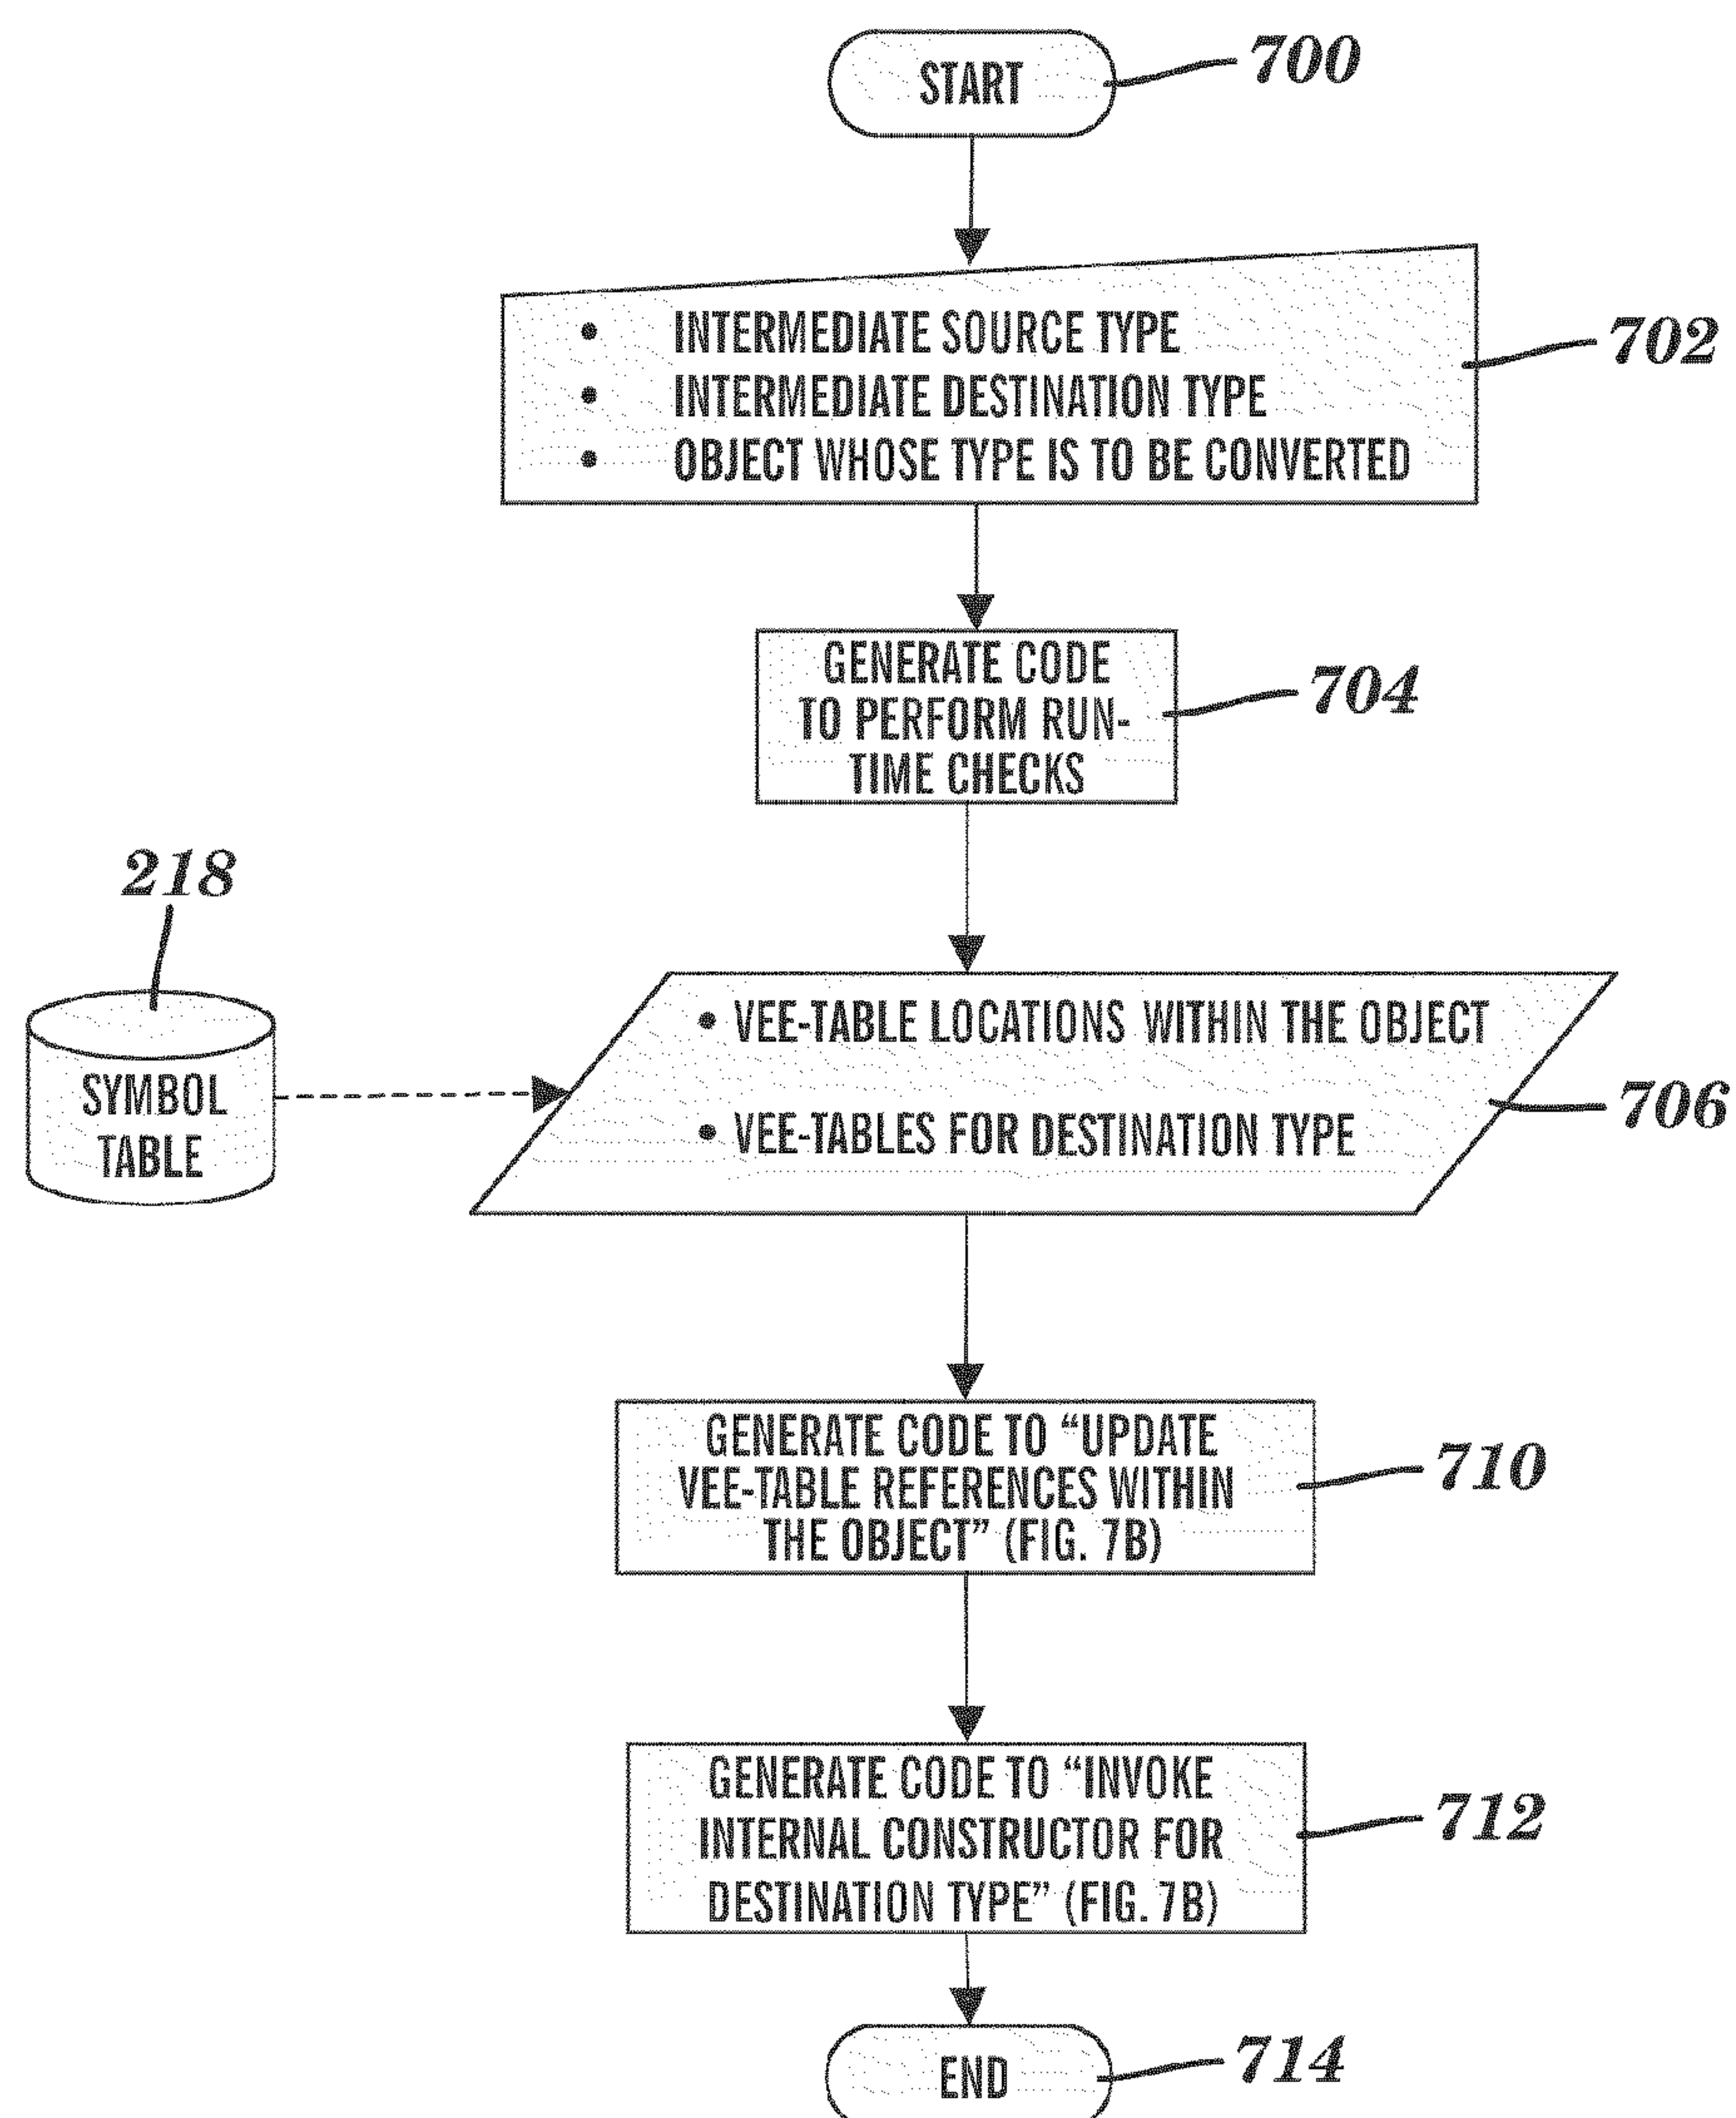 START
700
• INTERMEDIATE SOURCE TYPE
• INTERMEDIATE DESTINATION TYPE
• OBJECT WHOSE TYPE IS TO BE CONVERTED
702
GENERATE CODE
TO PERFORM RUN-
TIME CHECKS
704
218
SYMBOL
TABLE
• VEE-TABLE LOCATIONS WITHIN THE OBJECT
• VEE-TABLES FOR DESTINATION TYPE
706
GENERATE CODE TO “UPDATE
VEE-TABLE REFERENCES WITHIN
THE OBJECT” (FIG. 7B)
710
GENERATE CODE TO “INVOKE
INTERNAL CONSTRUCTOR FOR
DESTINATION TYPE” (FIG. 7B)
712
END
714